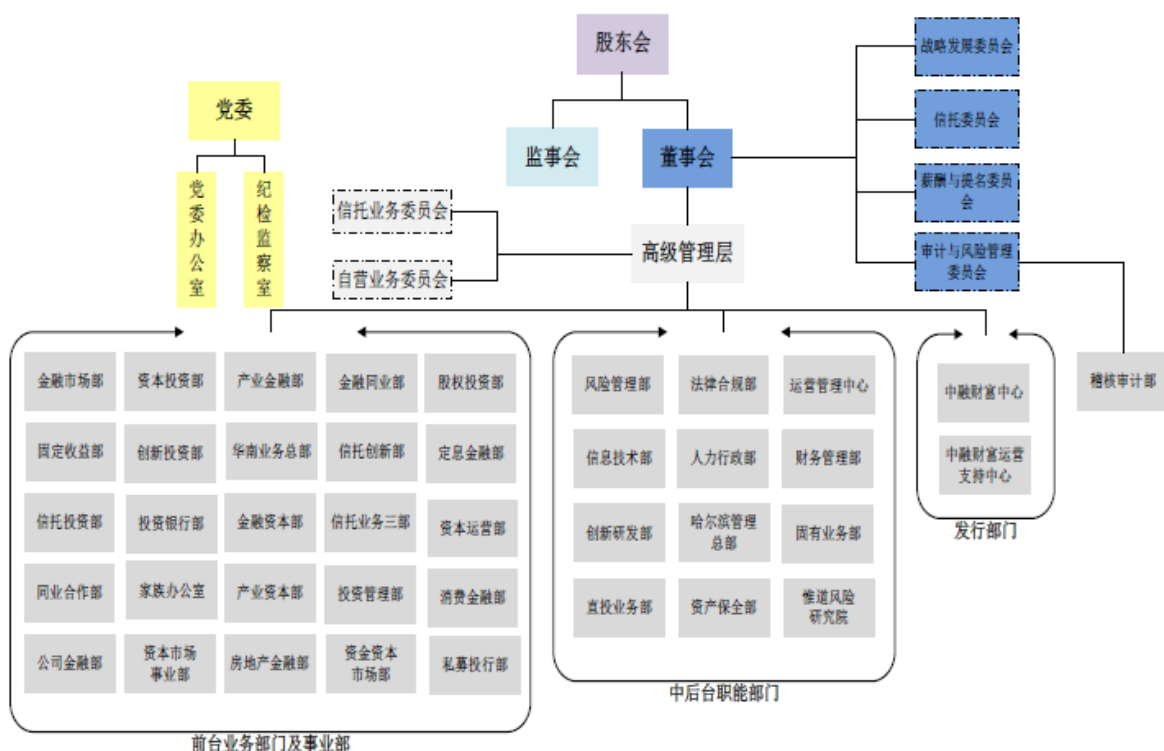 股东会
党委
监事会
董事会
战略发展委员会
信托委员会
薪酬与提名委员
会
审计与风险管理
委员会
党委办公室
纪检监察室
信托业务委员会
自营业务委员会
高级管理层
金融市场部
资本投资部
产业金融部
金融同业部
股权投资部
固定收益部
创新投资部
华南业务总部
信托创新部
定息金融部
信托投资部
投资银行部
金融资本部
信托业务三部
资本运营部
同业合作部
家族办公室
产业资本部
投资管理部
消费金融部
公司金融部
资本市场
事业部
房地产金融部
资金资本
市场部
私募投行部
前台业务部门及事业部
风险管理部
法律合规部
运营管理中心
信息技术部
人力行政部
财务管理部
创新研发部
哈尔滨管理
总部
固有业务部
直投业务部
资产保全部
惟道风险
研究院
中后台职能部门
中融财富中心
中融财富运营
支持中心
发行部门
稽核审计部